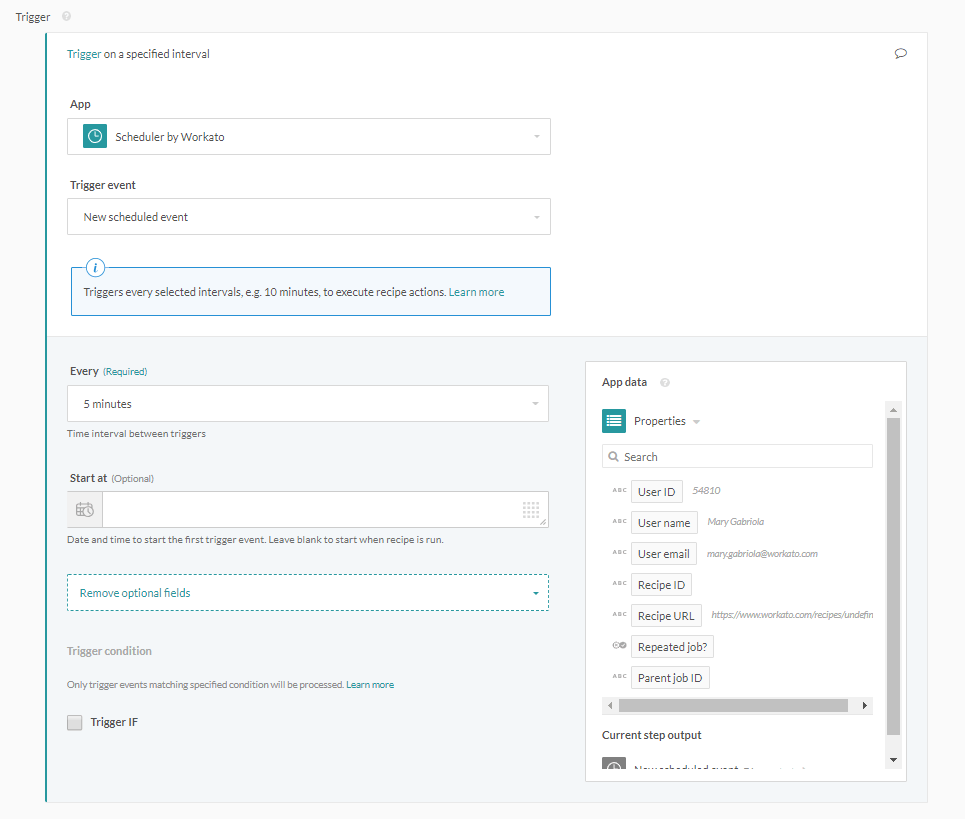 Trigger
Trigger on a specified interval
App
Scheduler by Workato
Trigger event
New scheduled event
i
Triggers every selected intervals, e.g. 10 minutes, to execute recipe actions. Learn more
Every (Required)
5 minutes
Time interval between triggers
Start at (Optional)
Date and time to start the first trigger event. Leave blank to start when recipe is run.
Remove optional fields
Trigger condition
Only trigger events matching specified condition will be processed. Learn more
Trigger IF
App data
Properties
Search
ABC User ID 54810
ABC User name Mary Gabriola
ABC User email mary.gabriola@workato.com
ABC Recipe ID
ABC Recipe URL https://www.workato.com/recipes/undefin
Repeated job?
ABC Parent job ID
Current step output
New scheduled event